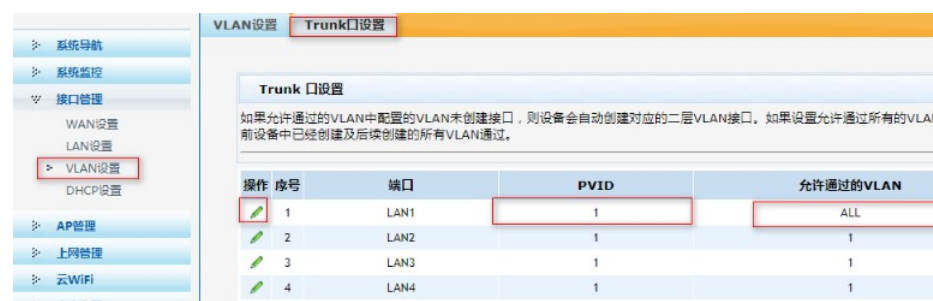 VLAN设置 Trunk口设置
系统导航
系统监控
接口管理
WAN设置
LAN设置
VLAN设置
DHCP设置
AP管理
上网管理
云WiFi
Trunk 口设置
如果允许通过的VLAN中配置的VLAN未创建接口，则设备会自动创建对应的二层VLAN接口。如果设置允许通过所有的VLA
前设备中已经创建及后续创建的所有VLAN通过。
操作 序号 端口 PVID 允许通过的VLAN
1 LAN1 1 ALL
2 LAN2 1 1
3 LAN3 1 1
4 LAN4 1 1